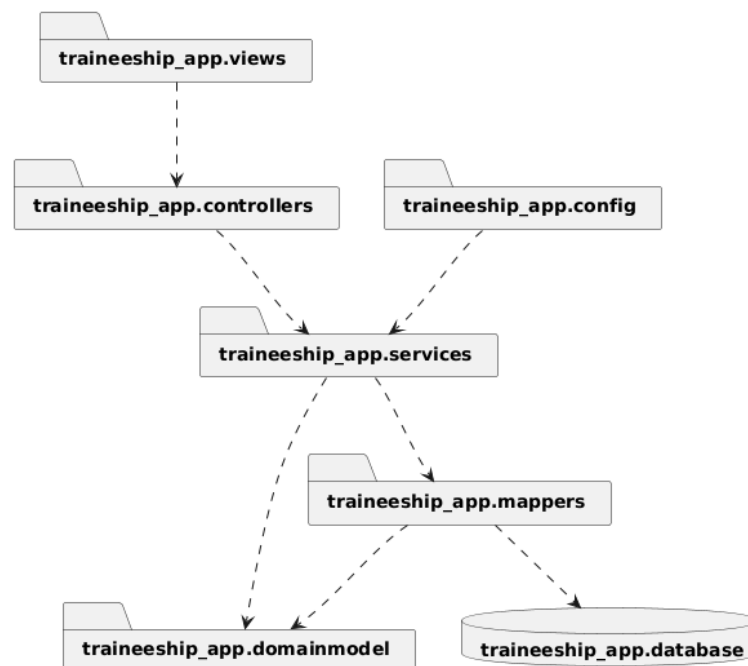 traineeship_app.views
traineeship_app.controllers
traineeship_app.config
traineeship_app.services
traineeship_app.mappers
traineeship_app.domainmodel
traineeship_app.database